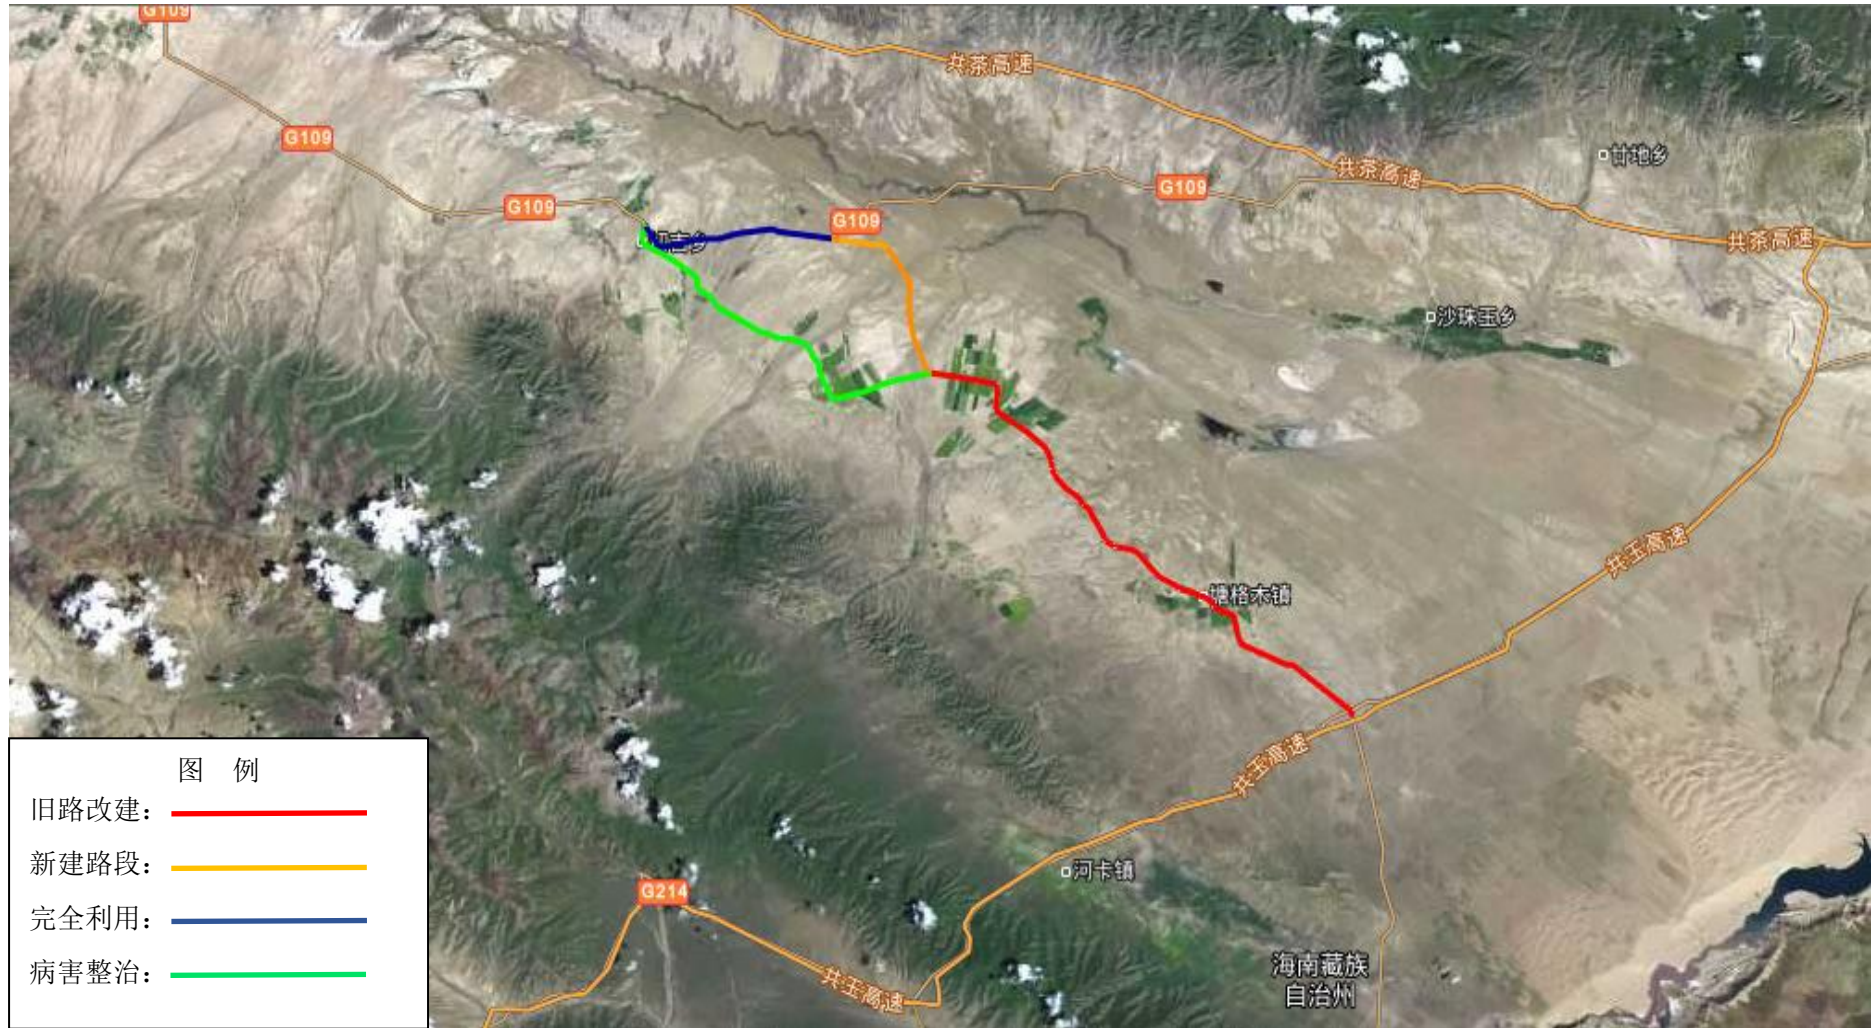 G109
共茶高速
G109
甘地乡
共茶高速
G109
G109
G109
共茶高速
沙珠玉乡
共玉高速
塘格木镇
共玉高速
图 例
旧路改建：
新建路段：
完全利用：
病害整治：
河卡镇
G214
海南藏族
自治州
共玉高速